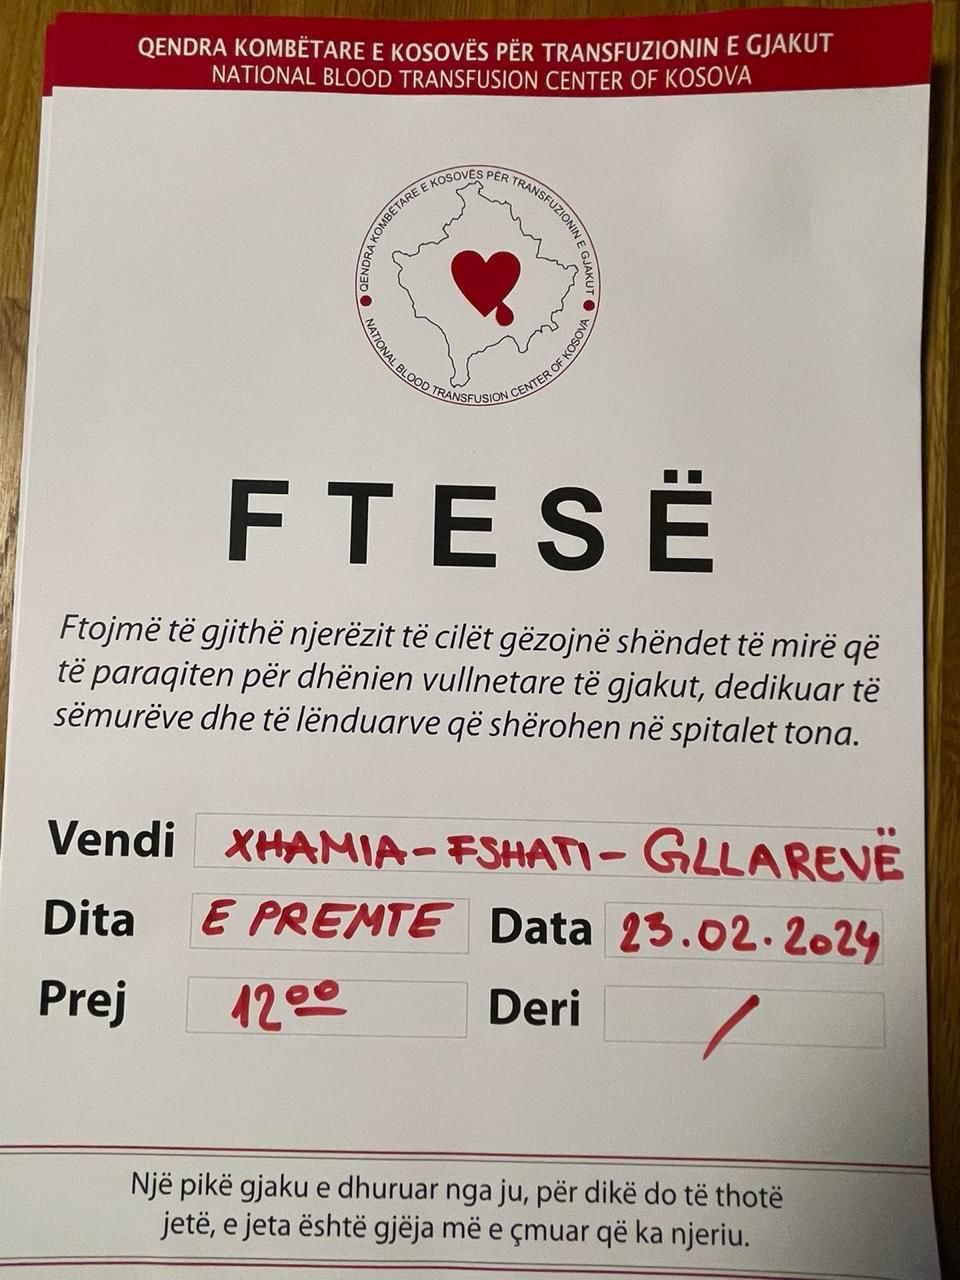 QENDRA KOMBËTARE E KOSOVËS PËR TRANSFUZIONIN E GJAKUT
NATIONAL BLOOD TRANSFUSION CENTER OF KOSOVA
QENDRA KOMBËTARE E KOSOVËS PËR TRANSFUZIONIN E GJAKUT
NATIONAL BLOOD TRANSFUSION CENTER OF KOSOVA
FTESË
Ftojmë të gjithë njerëzit të cilët gëzojnë shëndet të mirë që
të paraqiten për dhënien vullnetare të gjakut, dedikuar të
sëmurëve dhe të lënduarve që shërohen në spitalet tona.
Vendi XHAMIA-FSHATI-GLLAREVË
Dita E PREMTE Data 23.02.2024
Prej 12⁰⁰ Deri /
Një pikë gjaku e dhuruar nga ju, për dikë do të thotë
jetë, e jeta është gjëja më e çmuar që ka njeriu.